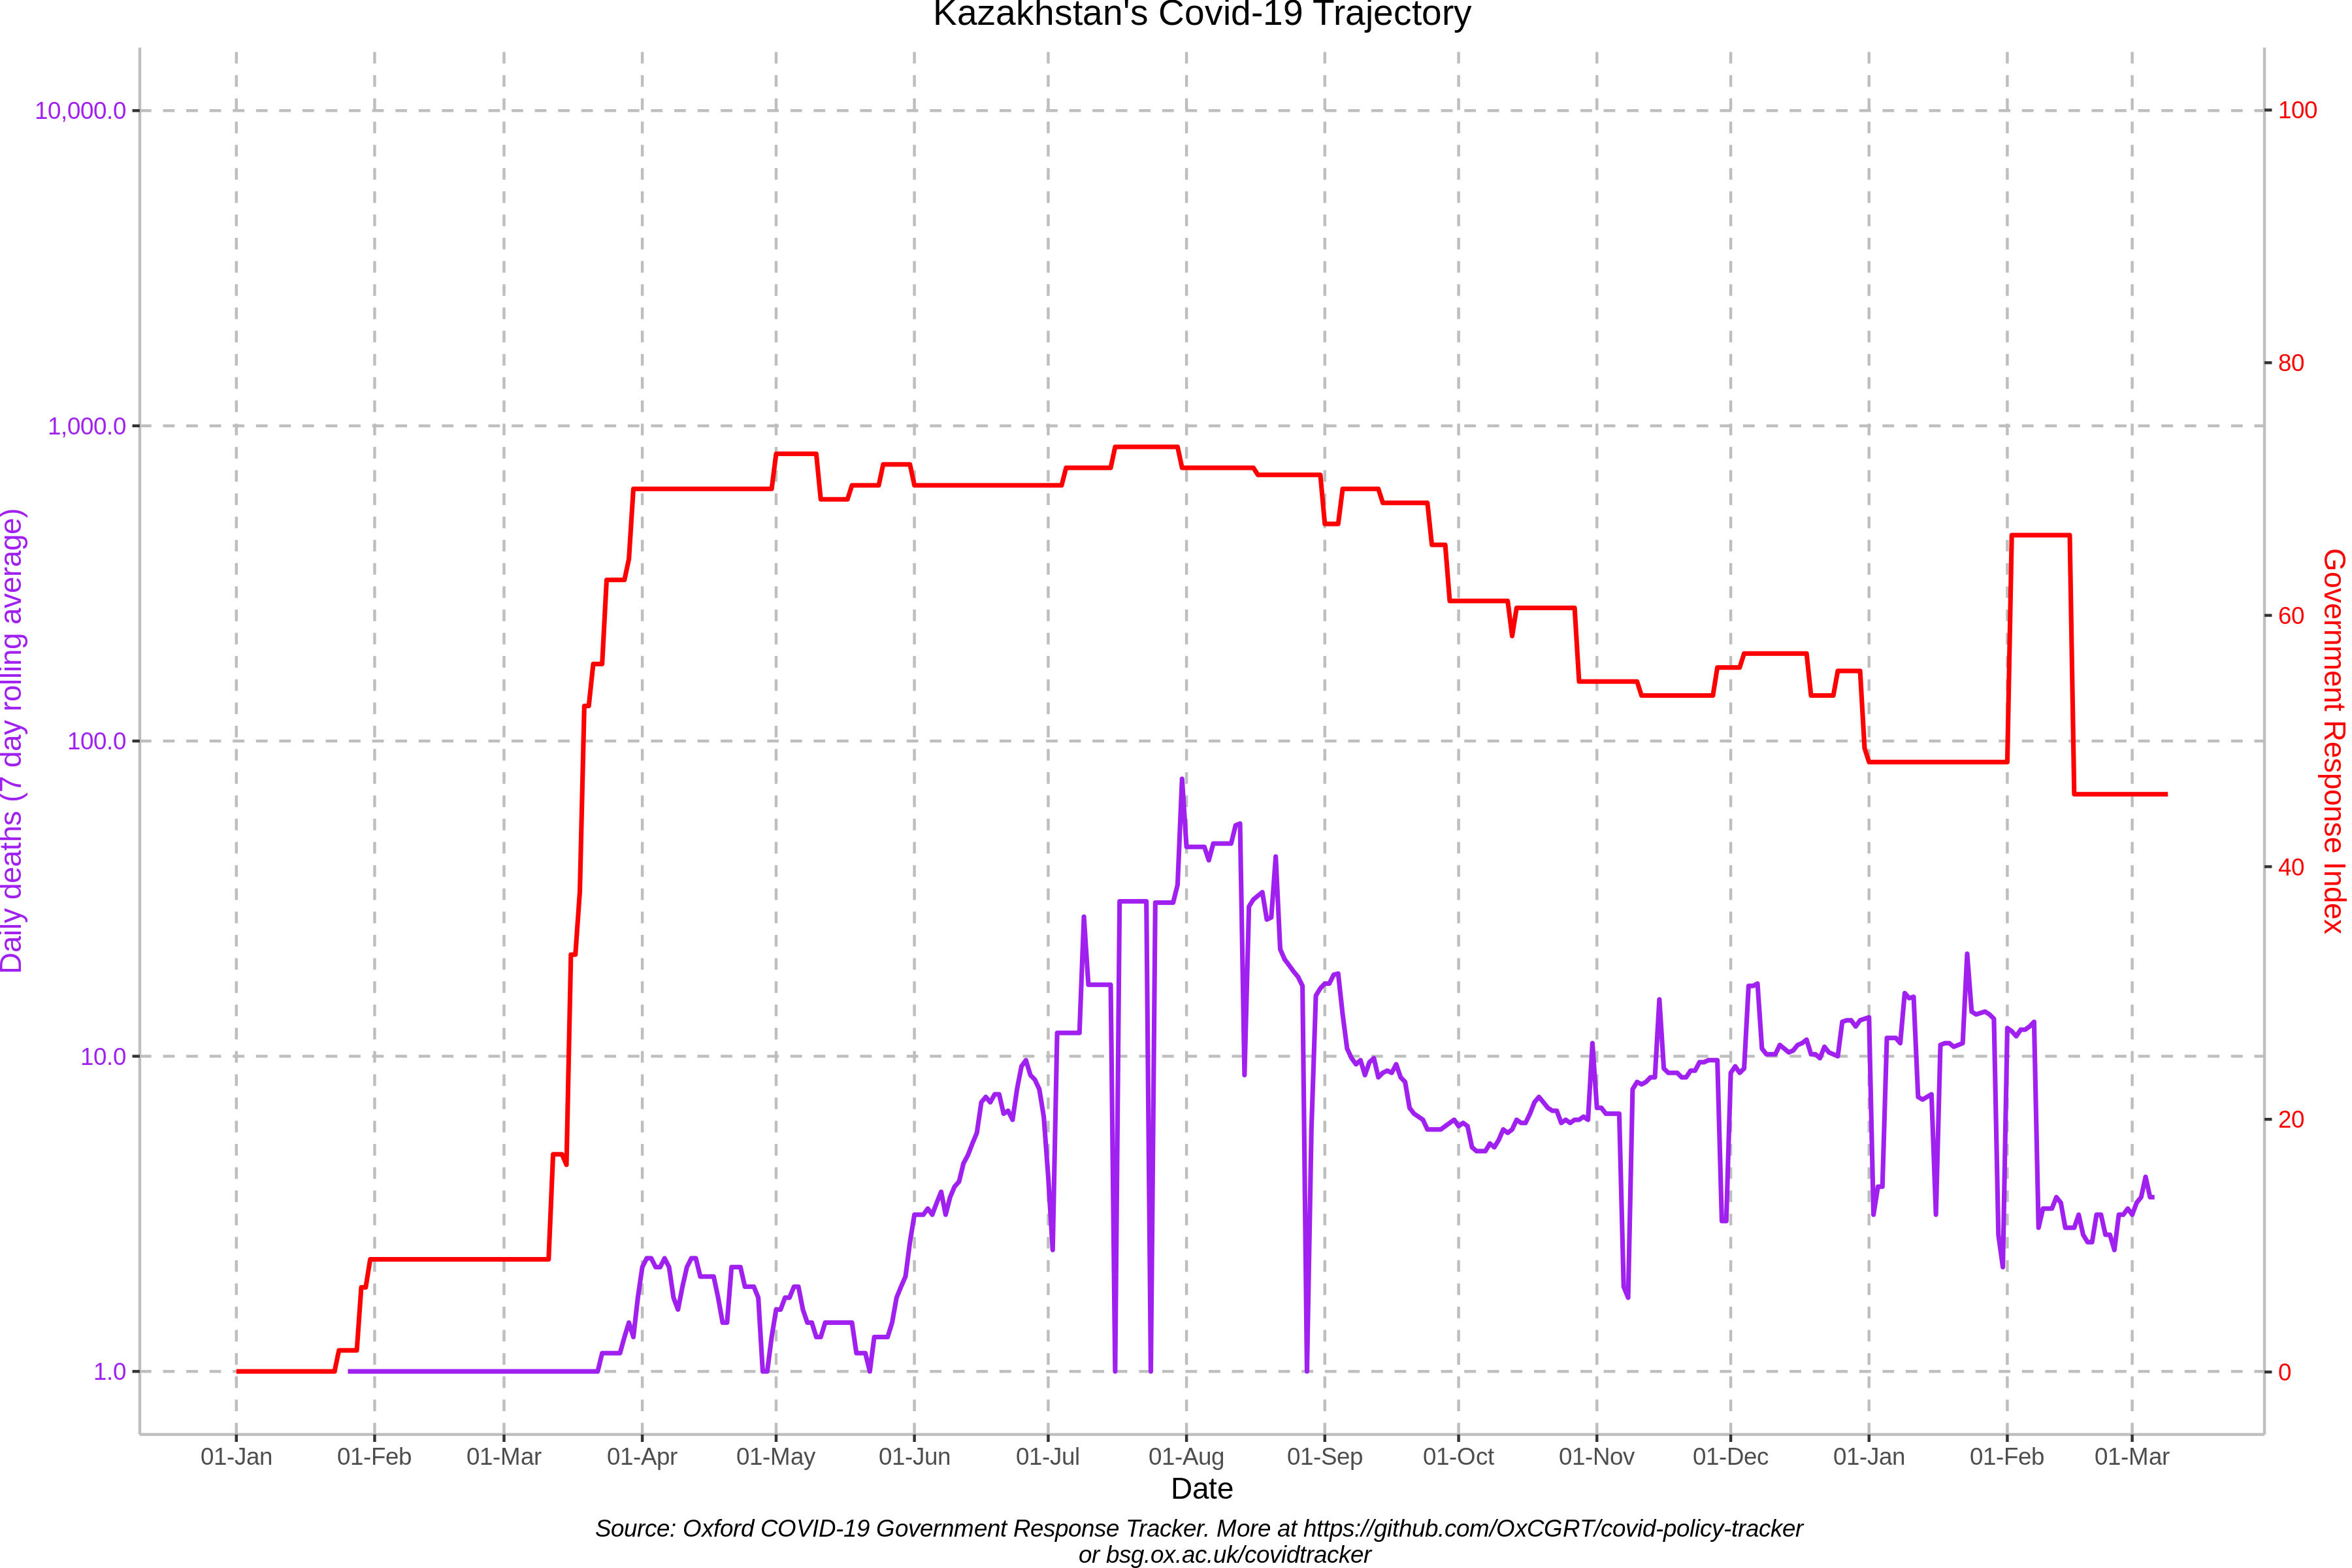 Kazakhstan's Covid-19 Trajectory
10,000.0
1,000.0
100.0
10.0
1.0
Daily deaths (7 day rolling average)
100
80
60
40
20
0
Government Response Index
01-Jan 01-Feb 01-Mar 01-Apr 01-May 01-Jun 01-Jul 01-Aug 01-Sep 01-Oct 01-Nov 01-Dec 01-Jan 01-Feb 01-Mar
Date
Source: Oxford COVID-19 Government Response Tracker. More at https://github.com/OxCGRT/covid-policy-tracker
or bsg.ox.ac.uk/covidtracker